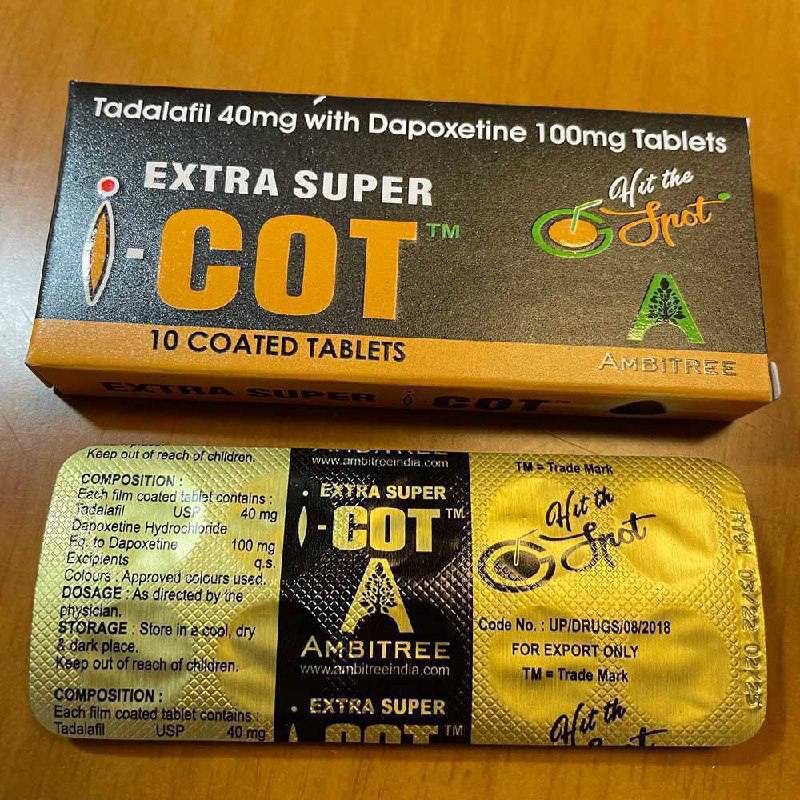 Tadalafil 40mg with Dapoxetine 100mg Tablets
EXTRA SUPER
i-COT™
10 COATED TABLETS
Hit the
Spot
AMBITREE
EXTRA SUPER i-COT™
Keep out of reach of children.
COMPOSITION :
Each film coated tablet contains :
Tadalafil USP 40 mg
Dapoxetine Hydrochloride
Eq. to Dapoxetine 100 mg
Excipients q.s.
Colours : Approved colours used.
DOSAGE : As directed by the
physician.
STORAGE : Store in a cool, dry
& dark place.
Keep out of reach of children.
COMPOSITION :
Each film coated tablet contains :
Tadalafil USP 40 mg
AMBITREE
www.ambitreeindia.com
EXTRA SUPER
i-COT™
AMBITREE
www.ambitreeindia.com
EXTRA SUPER
i-COT™
TM = Trade Mark
Hit th
Spot
Code No. : UP/DRUGS/08/2018
FOR EXPORT ONLY
TM = Trade Mark
Hit th
Spot